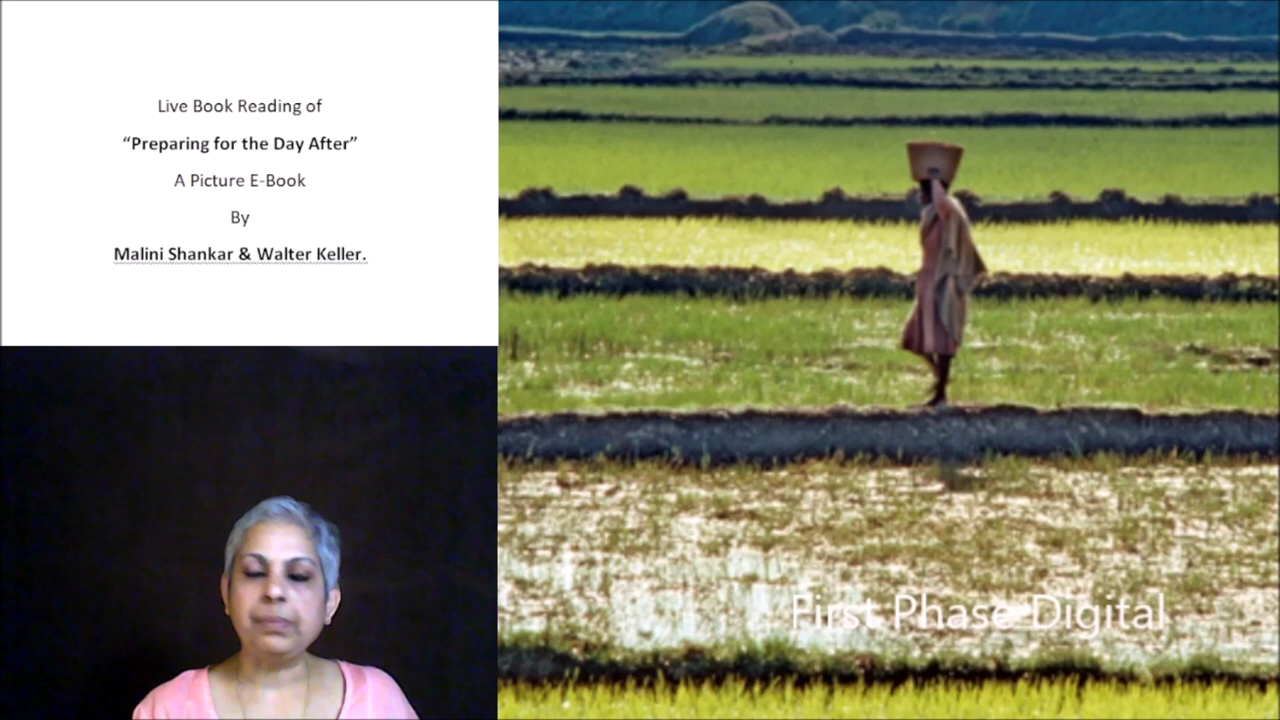 Live Book Reading of
“Preparing for the Day After”
A Picture E-Book
By
Malini Shankar & Walter Keller.
First Phase Digital